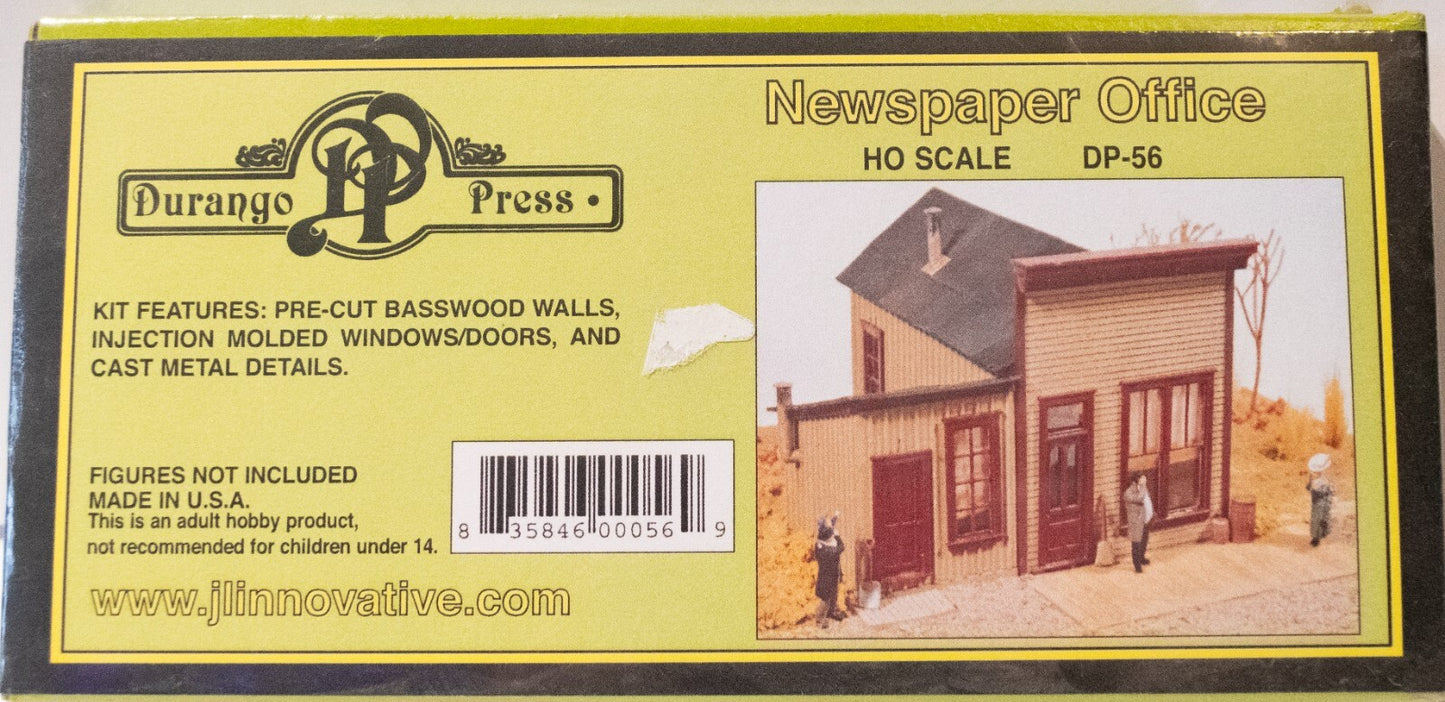 Durango DP Press •
KIT FEATURES: PRE-CUT BASSWOOD WALLS,
INJECTION MOLDED WINDOWS/DOORS, AND
CAST METAL DETAILS.
FIGURES NOT INCLUDED
MADE IN U.S.A.
This is an adult hobby product,
not recommended for children under 14.
www.jlinnovative.com
8 35846 00056 9
Newspaper Office
HO SCALE DP-56